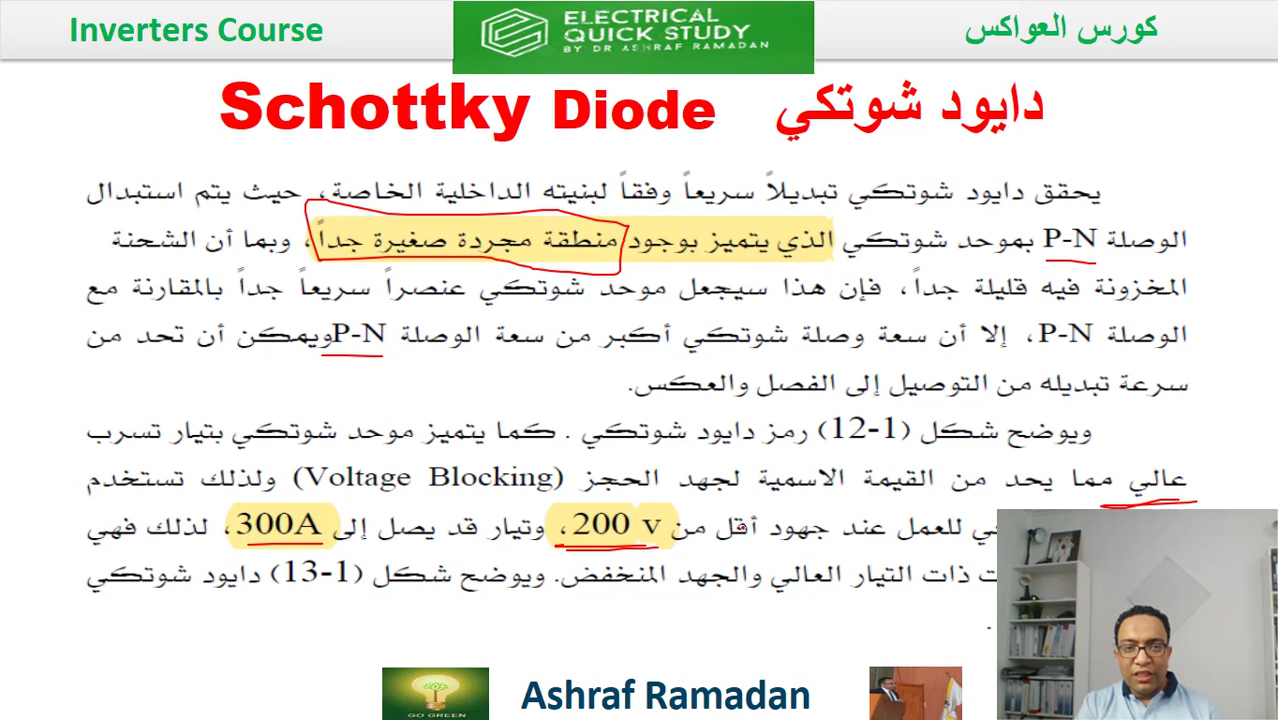 Inverters Course
ELECTRICAL
QUICK STUDY
BY DR ASHRAF RAMADAN
كورس العواكس
Schottky Diode دايود شوتكي
يحقق دايود شوتكي تبديلاً سريعاً وفقاً لبنيته الداخلية الخاصة، حيث يتم استبدال
الوصلة P-N بموحد شوتكي الذي يتميز بوجود منطقة مجردة صغيرة جداً، وبما أن الشحنة
المخزونة فيه قليلة جداً، فإن هذا سيجعل موحد شوتكي عنصراً سريعاً جداً بالمقارنة مع
الوصلة P-N، إلا أن سعة وصلة شوتكي أكبر من سعة الوصلة P-Nويمكن أن تحد من
سرعة تبديله من التوصيل إلى الفصل والعكس.
ويوضح شكل (1-12) رمز دايود شوتكي . كما يتميز موحد شوتكي بتيار تسرب
عالي مما يحد من القيمة الاسمية لجهد الحجز (Voltage Blocking) ولذلك تستخدم
للعمل عند جهود أقل من 200 v، وتيار قد يصل إلى 300A، لذلك فهي
ذات التيار العالي والجهد المنخفض. ويوضح شكل (1-13) دايود شوتكي
.
GO GREEN
Ashraf Ramadan